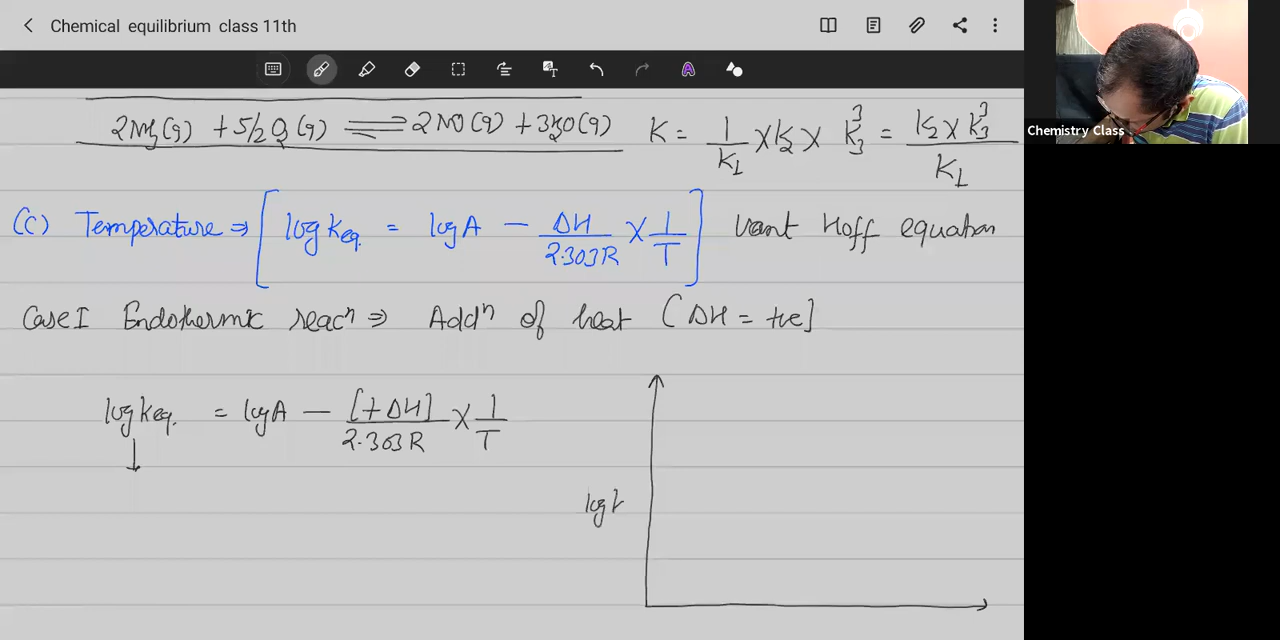 Chemical equilibrium class 11th
2NH3(g) + 5/2 O2(g) ⇌ 2NO(g) + 3H2O(g) K = 1/K1 × K2 × K3^3 = K2 × K3^3 / K1
Chemistry Class
(C) Temperature ⇒ [log Keq. = log A − ΔH/2.303R × 1/T] Vant Hoff equation
Case I Endothermic reacn ⇒ Addn of heat (ΔH = +ve]
log Keq. = log A − [+ΔH]/2.303R × 1/T
log k